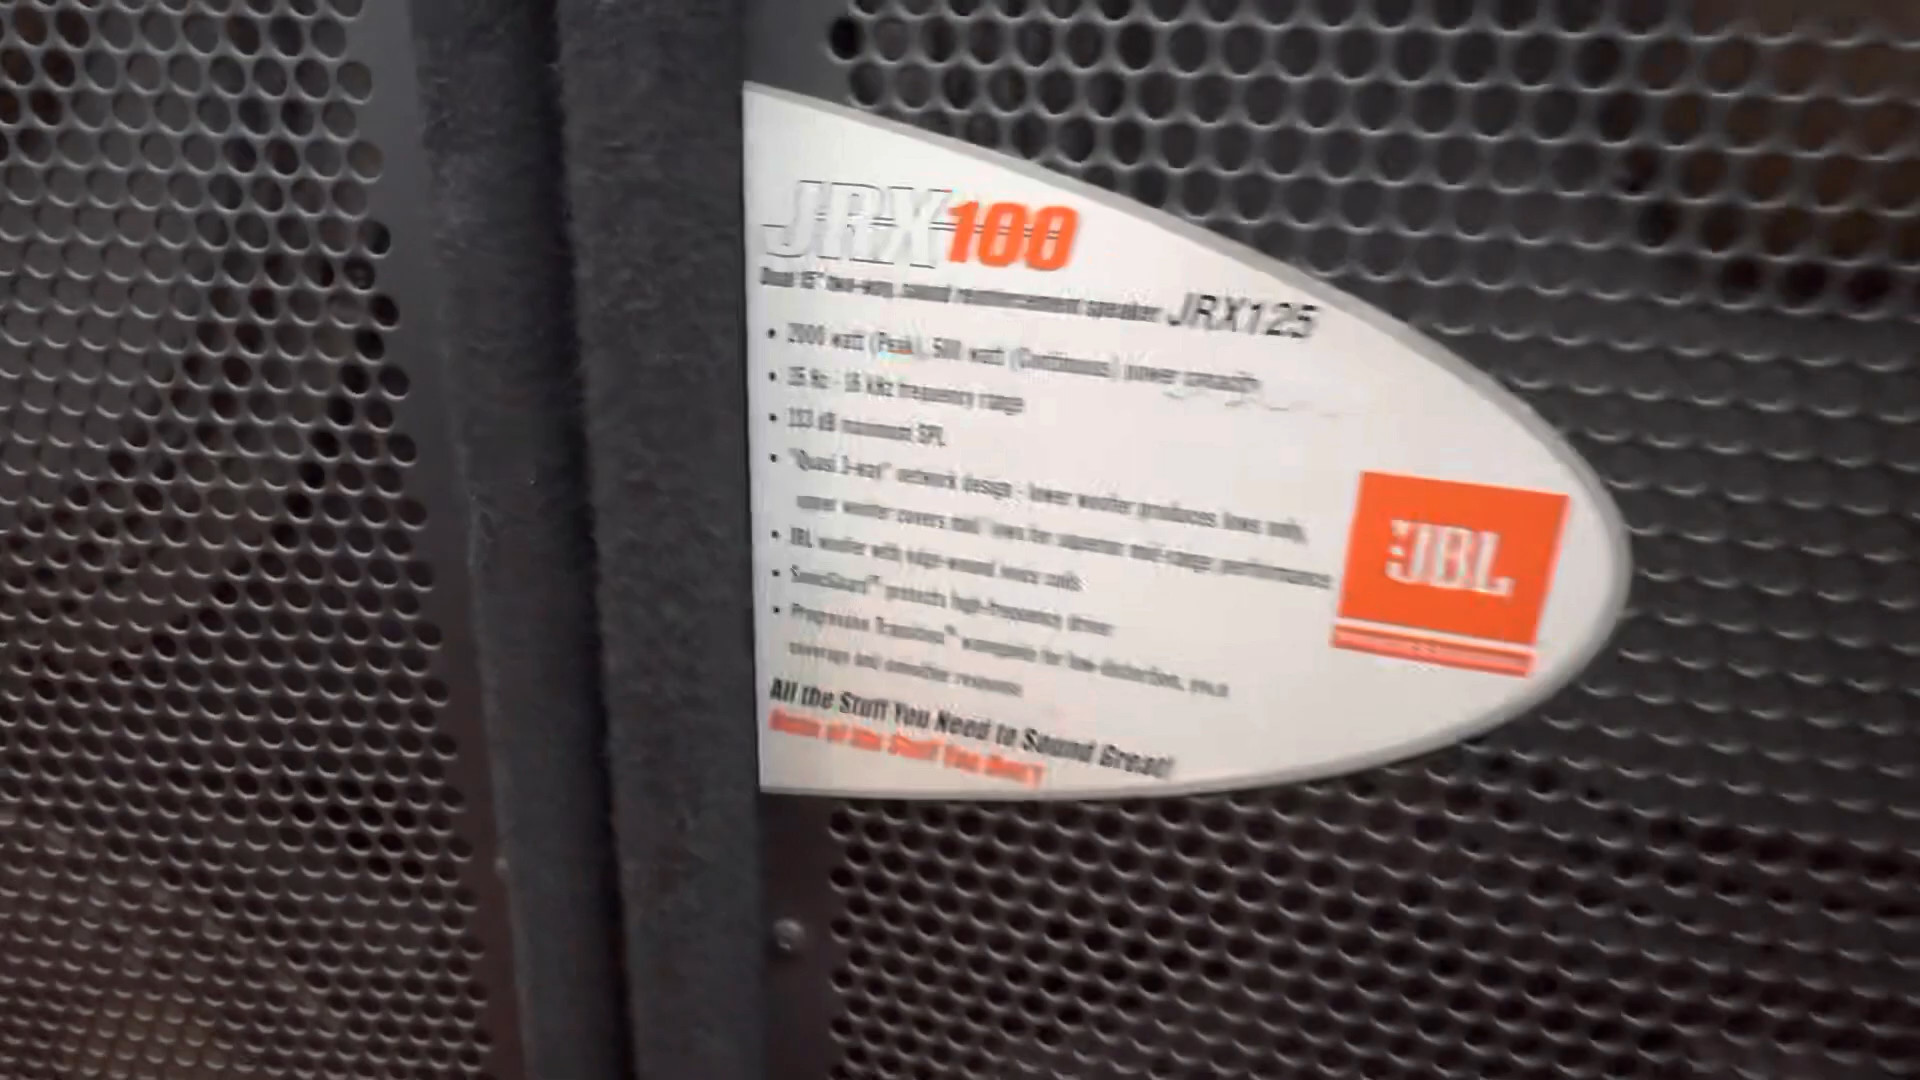 JRX100
Dual 15" two-way, sound reinforcement speaker JRX125
• 2000 watt (Peak), 500 watt (Continuous) power capacity
• Hz - 16 kHz frequency range
• dB maximum SPL
• "Quasi 3-way" network design - lower woofer produces lows only,
upper woofer covers mid lows for superior mid-range performance
• JBL woofer with edge-wound voice coils
• SonicGuard™ protects high-frequency driver
• Progressive Transition™ waveguide for low distortion, even
coverage and smoother response
All the Stuff You Need to Sound Great!
None of the Stuff You Don't
JBL